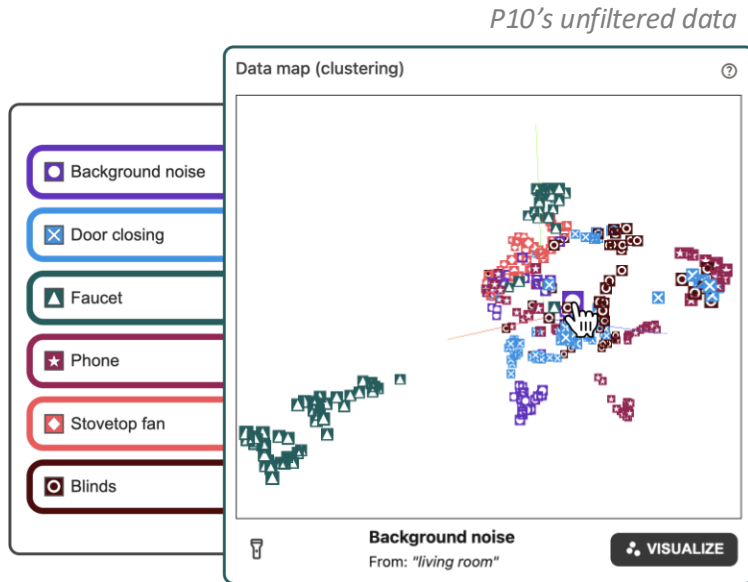 P10's unfiltered data
Data map (clustering)
?
Background noise
Door closing
Faucet
Phone
Stovetop fan
Blinds
Background noise
From: "living room"
VISUALIZE